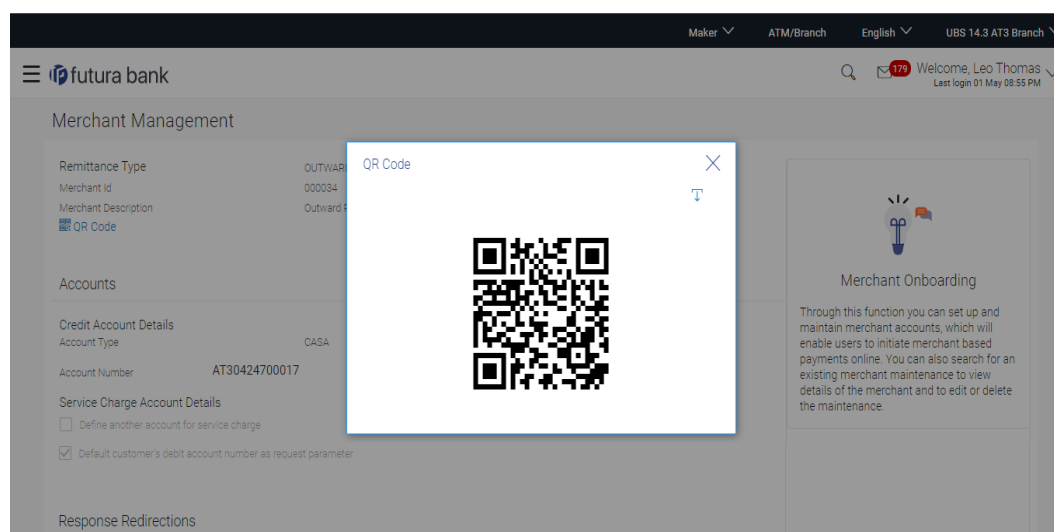 Maker ATM/Branch English UBS 14.3 AT3 Branch
futura bank
179 Welcome, Leo Thomas
Last login 01 May 08:55 PM
Merchant Management
Remittance Type OUTWAR
Merchant Id 000034
Merchant Description Outward
QR Code
QR Code
Accounts
Credit Account Details
Account Type CASA
Account Number AT30424700017
Service Charge Account Details
Define another account for service charge
Default customer's debit account number as request parameter
Response Redirections
Merchant Onboarding
Through this function you can set up and
maintain merchant accounts, which will
enable users to initiate merchant based
payments online. You can also search for an
existing merchant maintenance to view
details of the merchant and to edit or delete
the maintenance.